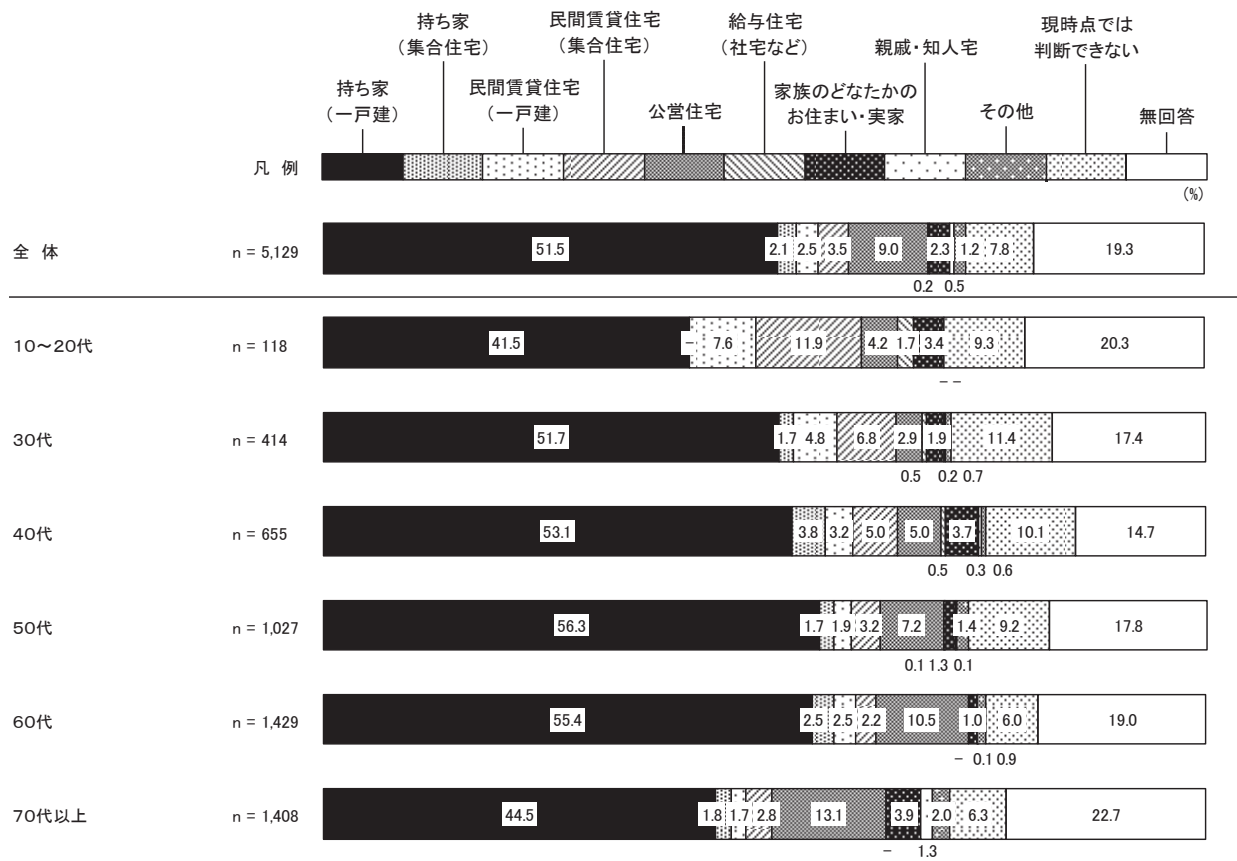 持ち家
（集合住宅）
民間賃貸住宅
（集合住宅）
給与住宅
（社宅など）
親戚・知人宅
現時点では
判断できない
持ち家
（一戸建）
民間賃貸住宅
（一戸建）
公営住宅
家族のどなたかの
お住まい・実家
その他
無回答
凡 例
(%)
全 体 n = 5,129 51.5 2.1 2.5 3.5 9.0 2.3 1.2 7.8 19.3
0.2 0.5
10～20代 n = 118 41.5 － 7.6 11.9 4.2 1.7 3.4 9.3 20.3
－ －
30代 n = 414 51.7 1.7 4.8 6.8 2.9 1.9 11.4 17.4
0.5 0.2 0.7
40代 n = 655 53.1 3.8 3.2 5.0 5.0 3.7 10.1 14.7
0.5 0.3 0.6
50代 n = 1,027 56.3 1.7 1.9 3.2 7.2 1.4 9.2 17.8
0.1 1.3 0.1
60代 n = 1,429 55.4 2.5 2.5 2.2 10.5 1.0 6.0 19.0
－ 0.1 0.9
70代以上 n = 1,408 44.5 1.8 1.7 2.8 13.1 3.9 2.0 6.3 22.7
－ 1.3